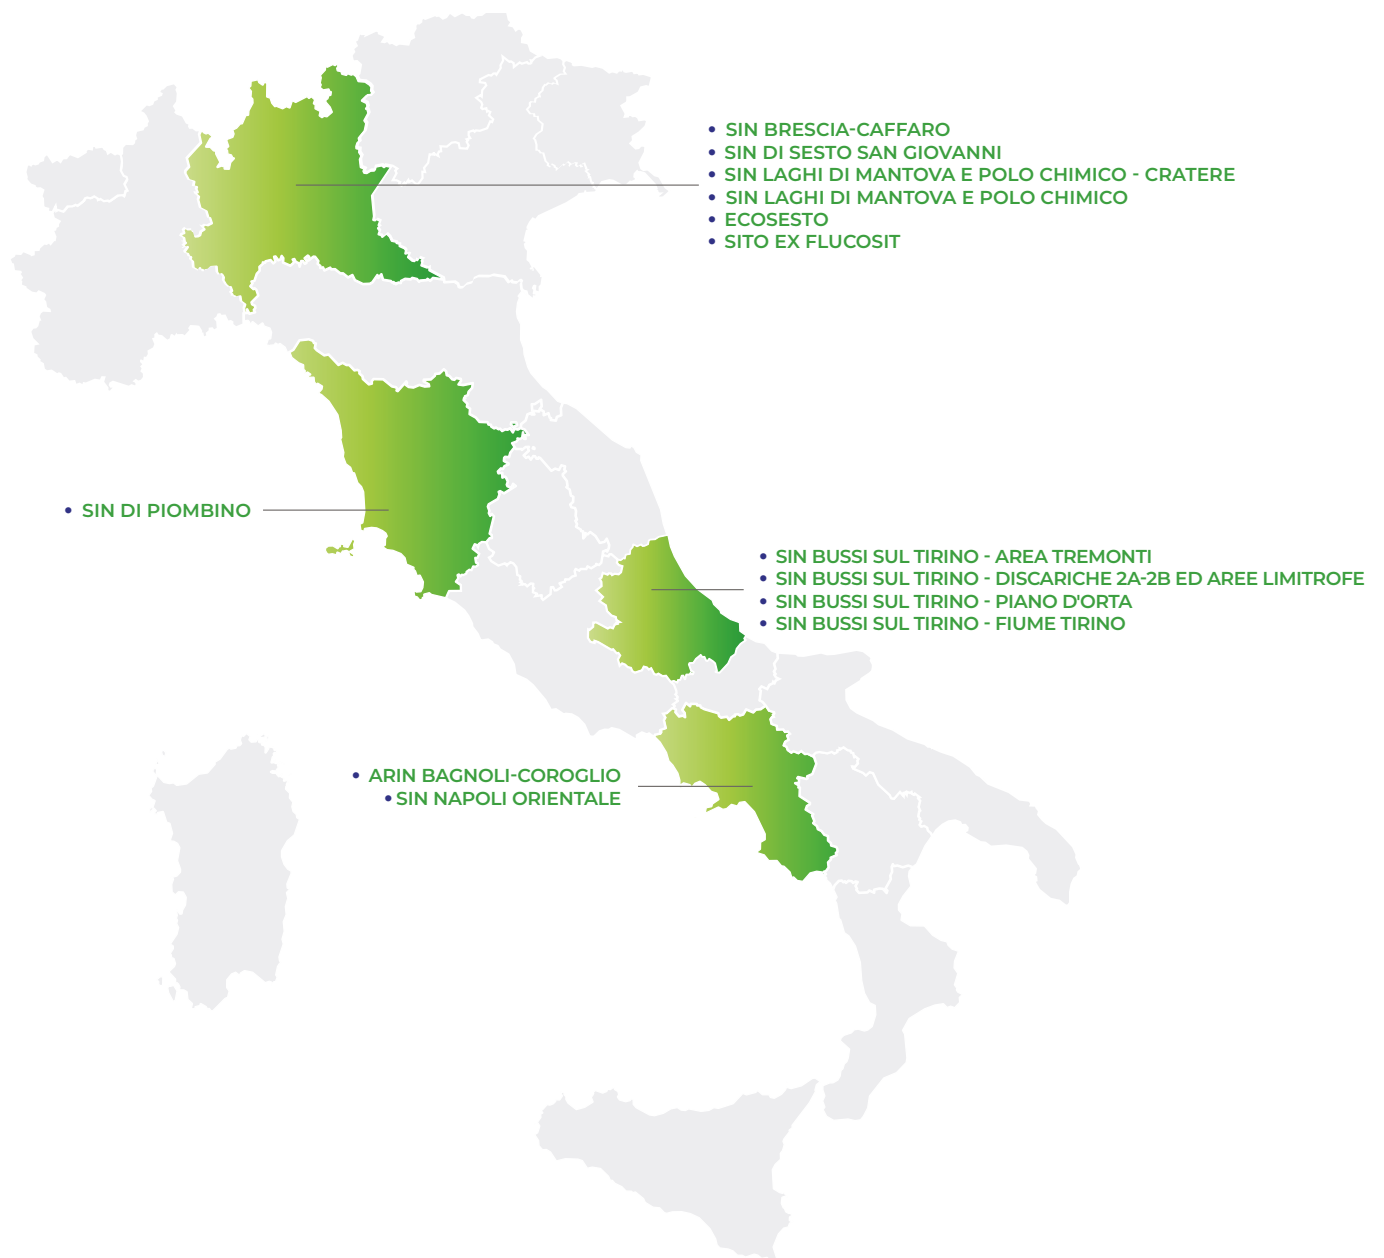 • SIN BRESCIA-CAFFARO
• SIN DI SESTO SAN GIOVANNI
• SIN LAGHI DI MANTOVA E POLO CHIMICO - CRATERE
• SIN LAGHI DI MANTOVA E POLO CHIMICO
• ECOSESTO
• SITO EX FLUCOSIT
• SIN DI PIOMBINO
• SIN BUSSI SUL TIRINO - AREA TREMONTI
• SIN BUSSI SUL TIRINO - DISCARICHE 2A-2B ED AREE LIMITROFE
• SIN BUSSI SUL TIRINO - PIANO D'ORTA
• SIN BUSSI SUL TIRINO - FIUME TIRINO
• ARIN BAGNOLI-COROGLIO
• SIN NAPOLI ORIENTALE